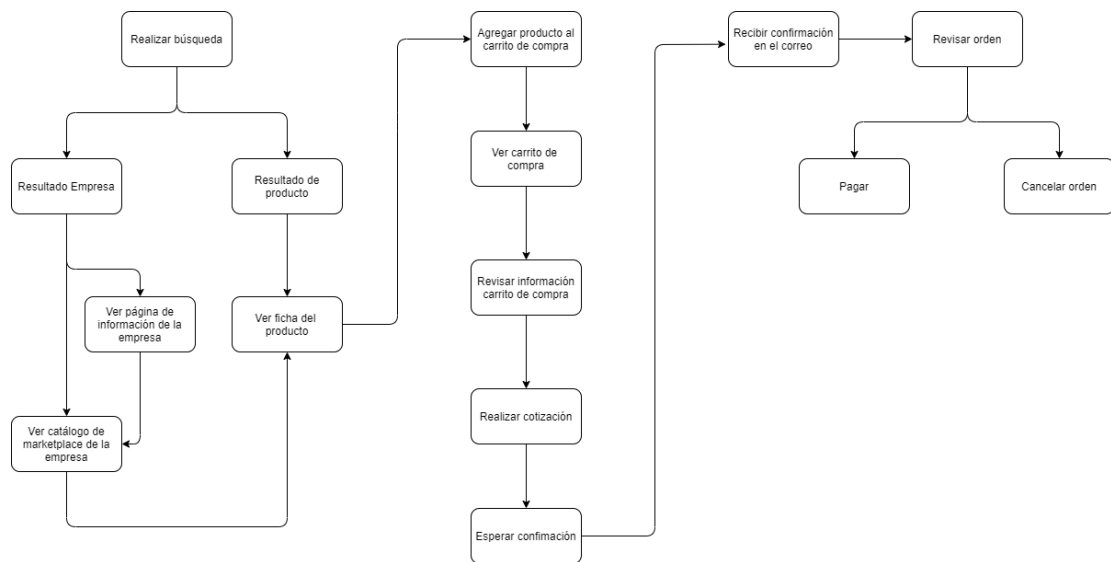 Realizar búsqueda
Resultado Empresa
Resultado de
producto
Ver página de
información de la
empresa
Ver ficha del
producto
Ver catálogo de
marketplace de la
empresa
Agregar producto al
carrito de compra
Ver carrito de
compra
Revisar información
carrito de compra
Realizar cotización
Esperar confimación
Recibir confirmación
en el correo
Revisar orden
Pagar
Cancelar orden